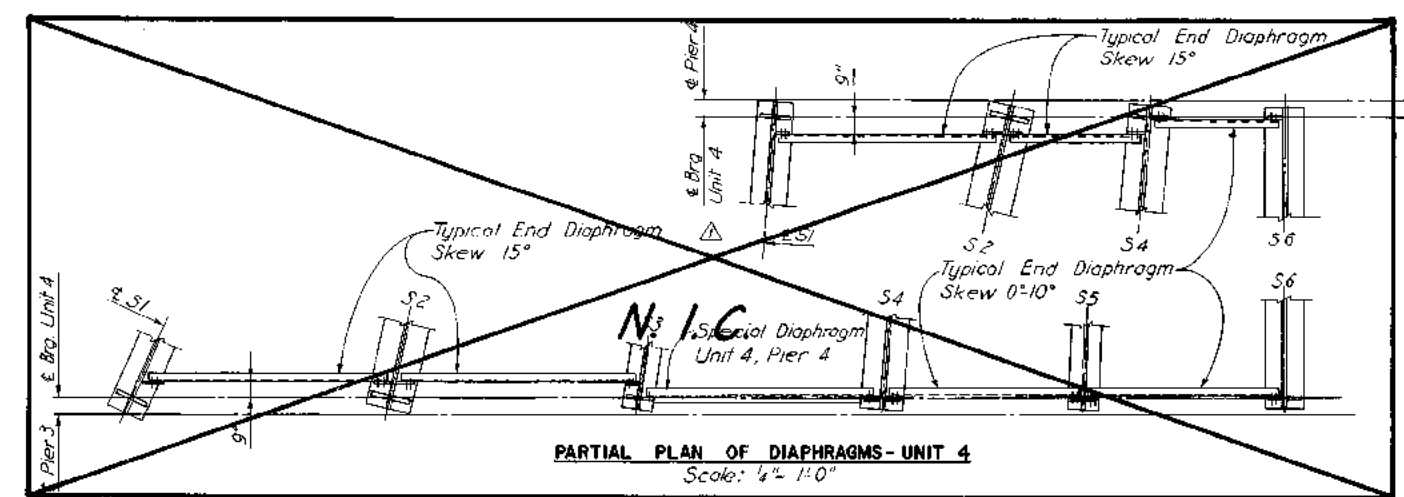 ℄ Pier 4
9"
Typical End Diaphragm
Skew 15°
℄ Brg
Unit 4
1
℄ S1
S2
S4
S6
Typical End Diaphragm
Skew 15°
Typical End Diaphragm
Skew 0°-10°
℄ Brg. Unit 4
℄ S1
S2
N.I.C.
S4
S5
S6
Special Diaphragm
Unit 4, Pier 4
Pier 3
9"
PARTIAL PLAN OF DIAPHRAGMS - UNIT 4
Scale: ¼" = 1'-0"